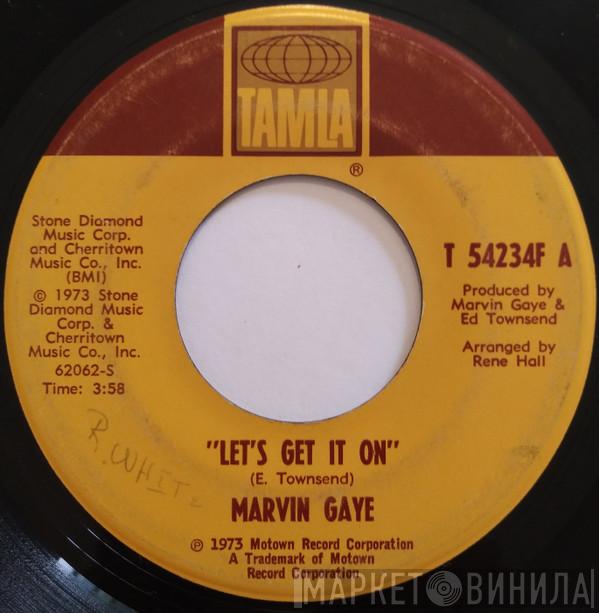 TAMLA
®
Stone Diamond
Music Corp.
and Cherritown
Music Co., Inc.
(BMI)
© 1973 Stone
Diamond Music
Corp. &
Cherritown
Music Co., Inc.
62062-S
Time: 3:58
T 54234F A
Produced by
Marvin Gaye &
Ed Townsend
Arranged by
Rene Hall
R. WHITE
"LET'S GET IT ON"
(E. Townsend)
MARVIN GAYE
℗ 1973 Motown Record Corporation
A Trademark of Motown
Record Corporation
МАРКЕТ ВИНИЛА